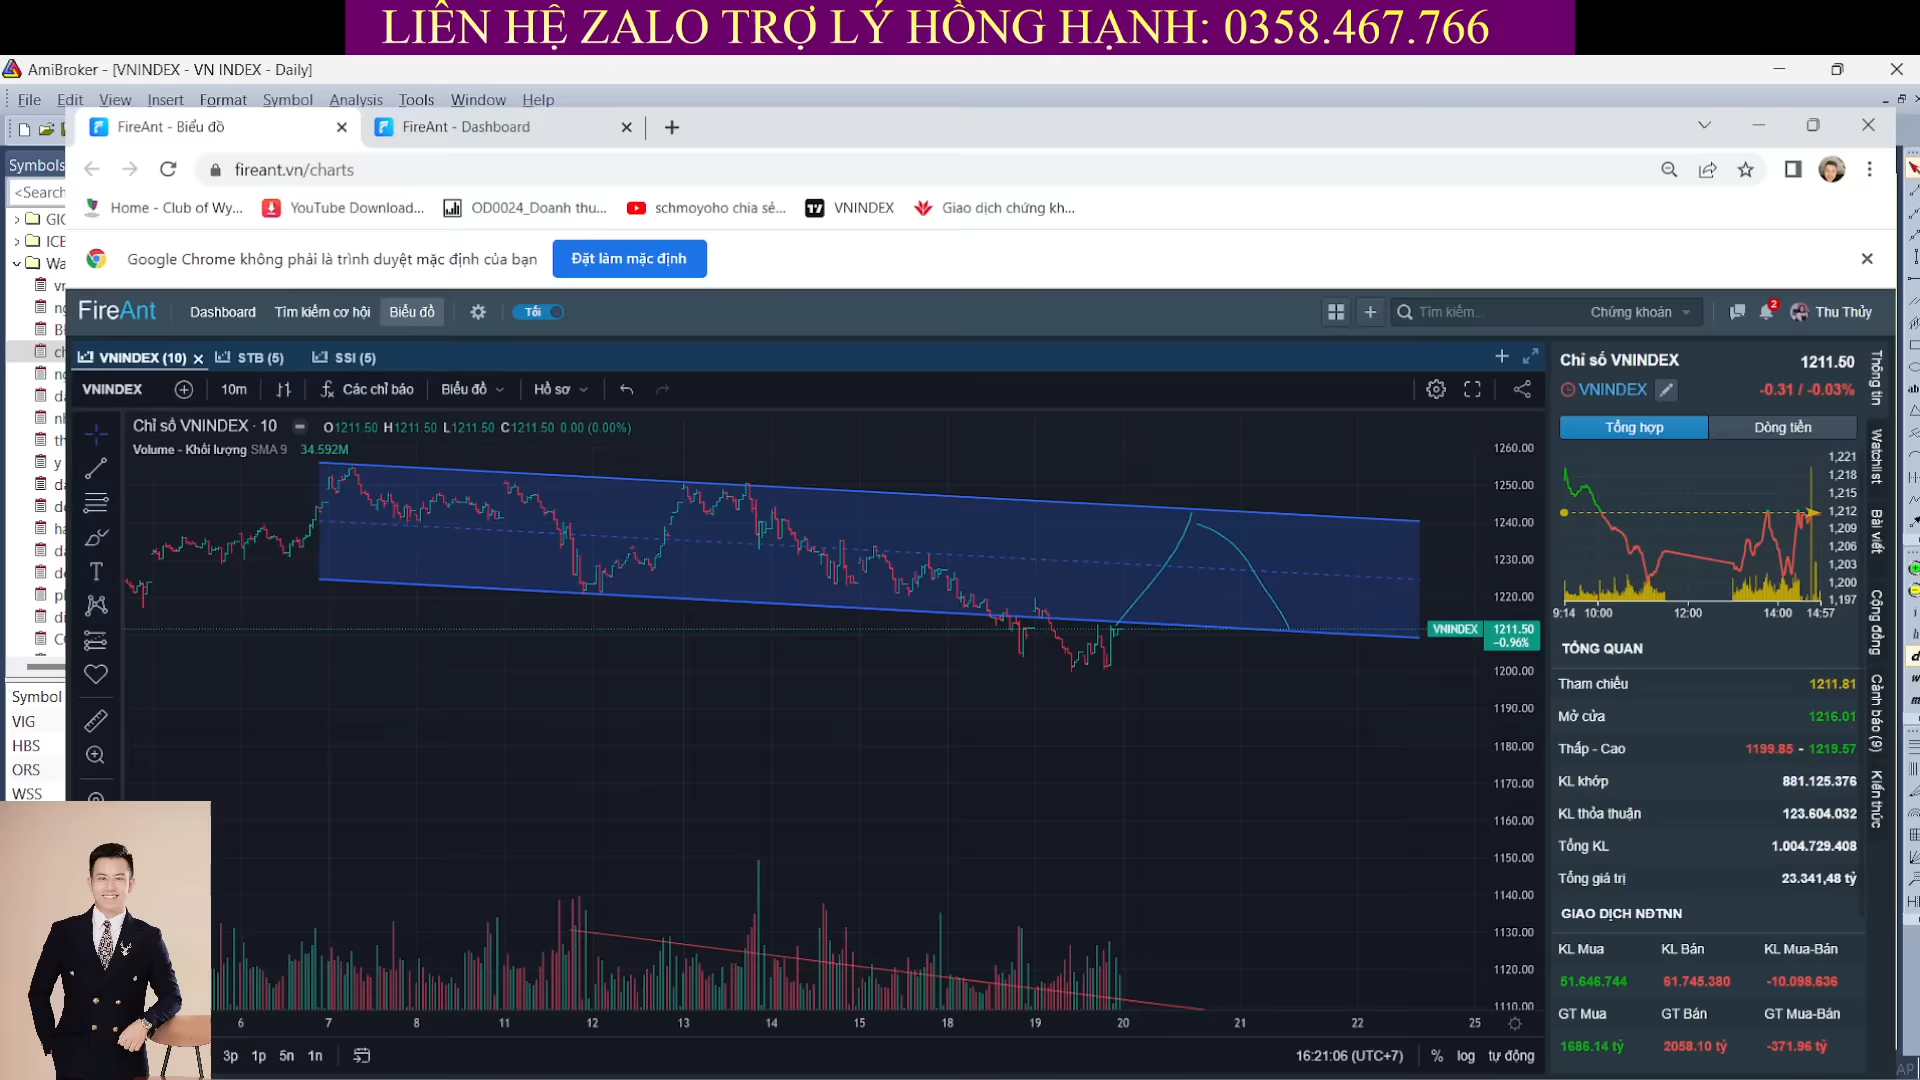 LIÊN HỆ ZALO TRỢ LÝ HỒNG HẠNH: 0358.467.766
AmiBroker - [VNINDEX - VN INDEX - Daily]
File Edit View Insert Format Symbol Analysis Tools Window Help
FireAnt - Biểu đồ
FireAnt - Dashboard
Symbols
fireant.vn/charts
<Search
Home - Club of Wy...
YouTube Download...
OD0024_Doanh thu...
schmoyoho chia sẻ...
VNINDEX
Giao dịch chứng kh...
Google Chrome không phải là trình duyệt mặc định của bạn
Đặt làm mặc định
FireAnt
Dashboard
Tìm kiếm cơ hội
Biểu đồ
Tối
Tìm kiếm...
Chứng khoán
2
Thu Thủy
VNINDEX (10)
STB (5)
SSI (5)
VNINDEX
10m
Các chỉ báo
Biểu đồ
Hồ sơ
Chỉ số VNINDEX · 10
O1211.50 H1211.50 L1211.50 C1211.50 0.00 (0.00%)
Volume - Khối lượng SMA 9 34.592M
1260.00
1250.00
1240.00
1230.00
1220.00
VNINDEX 1211.50
−0.96%
1200.00
1190.00
1180.00
1170.00
1160.00
1150.00
1140.00
1130.00
1120.00
1110.00
6 7 8 11 12 13 14 15 18 19 20 21 22 25
3p 1p 5n 1n
16:21:06 (UTC+7)
% log tự động
Chỉ số VNINDEX
1211.50
VNINDEX
-0.31 / -0.03%
Tổng hợp
Dòng tiền
1,221
1,218
1,215
1,212
1,209
1,206
1,203
1,200
1,197
9:14 10:00 12:00 14:00 14:57
TỔNG QUAN
Tham chiếu 1211.81
Mở cửa 1216.01
Thấp - Cao 1199.85 - 1219.57
KL khớp 881.125.376
KL thỏa thuận 123.604.032
Tổng KL 1.004.729.408
Tổng giá trị 23.341,48 tỷ
GIAO DỊCH NĐTNN
KL Mua KL Bán KL Mua-Bán
51.646.744 61.745.380 -10.098.636
GT Mua GT Bán GT Mua-Bán
1686.14 tỷ 2058.10 tỷ -371.96 tỷ
Thông tin
Watchlist
Bài viết
Cộng đồng
Cảnh báo (9)
Kiến thức
Symbol
VIG
HBS
ORS
WSS